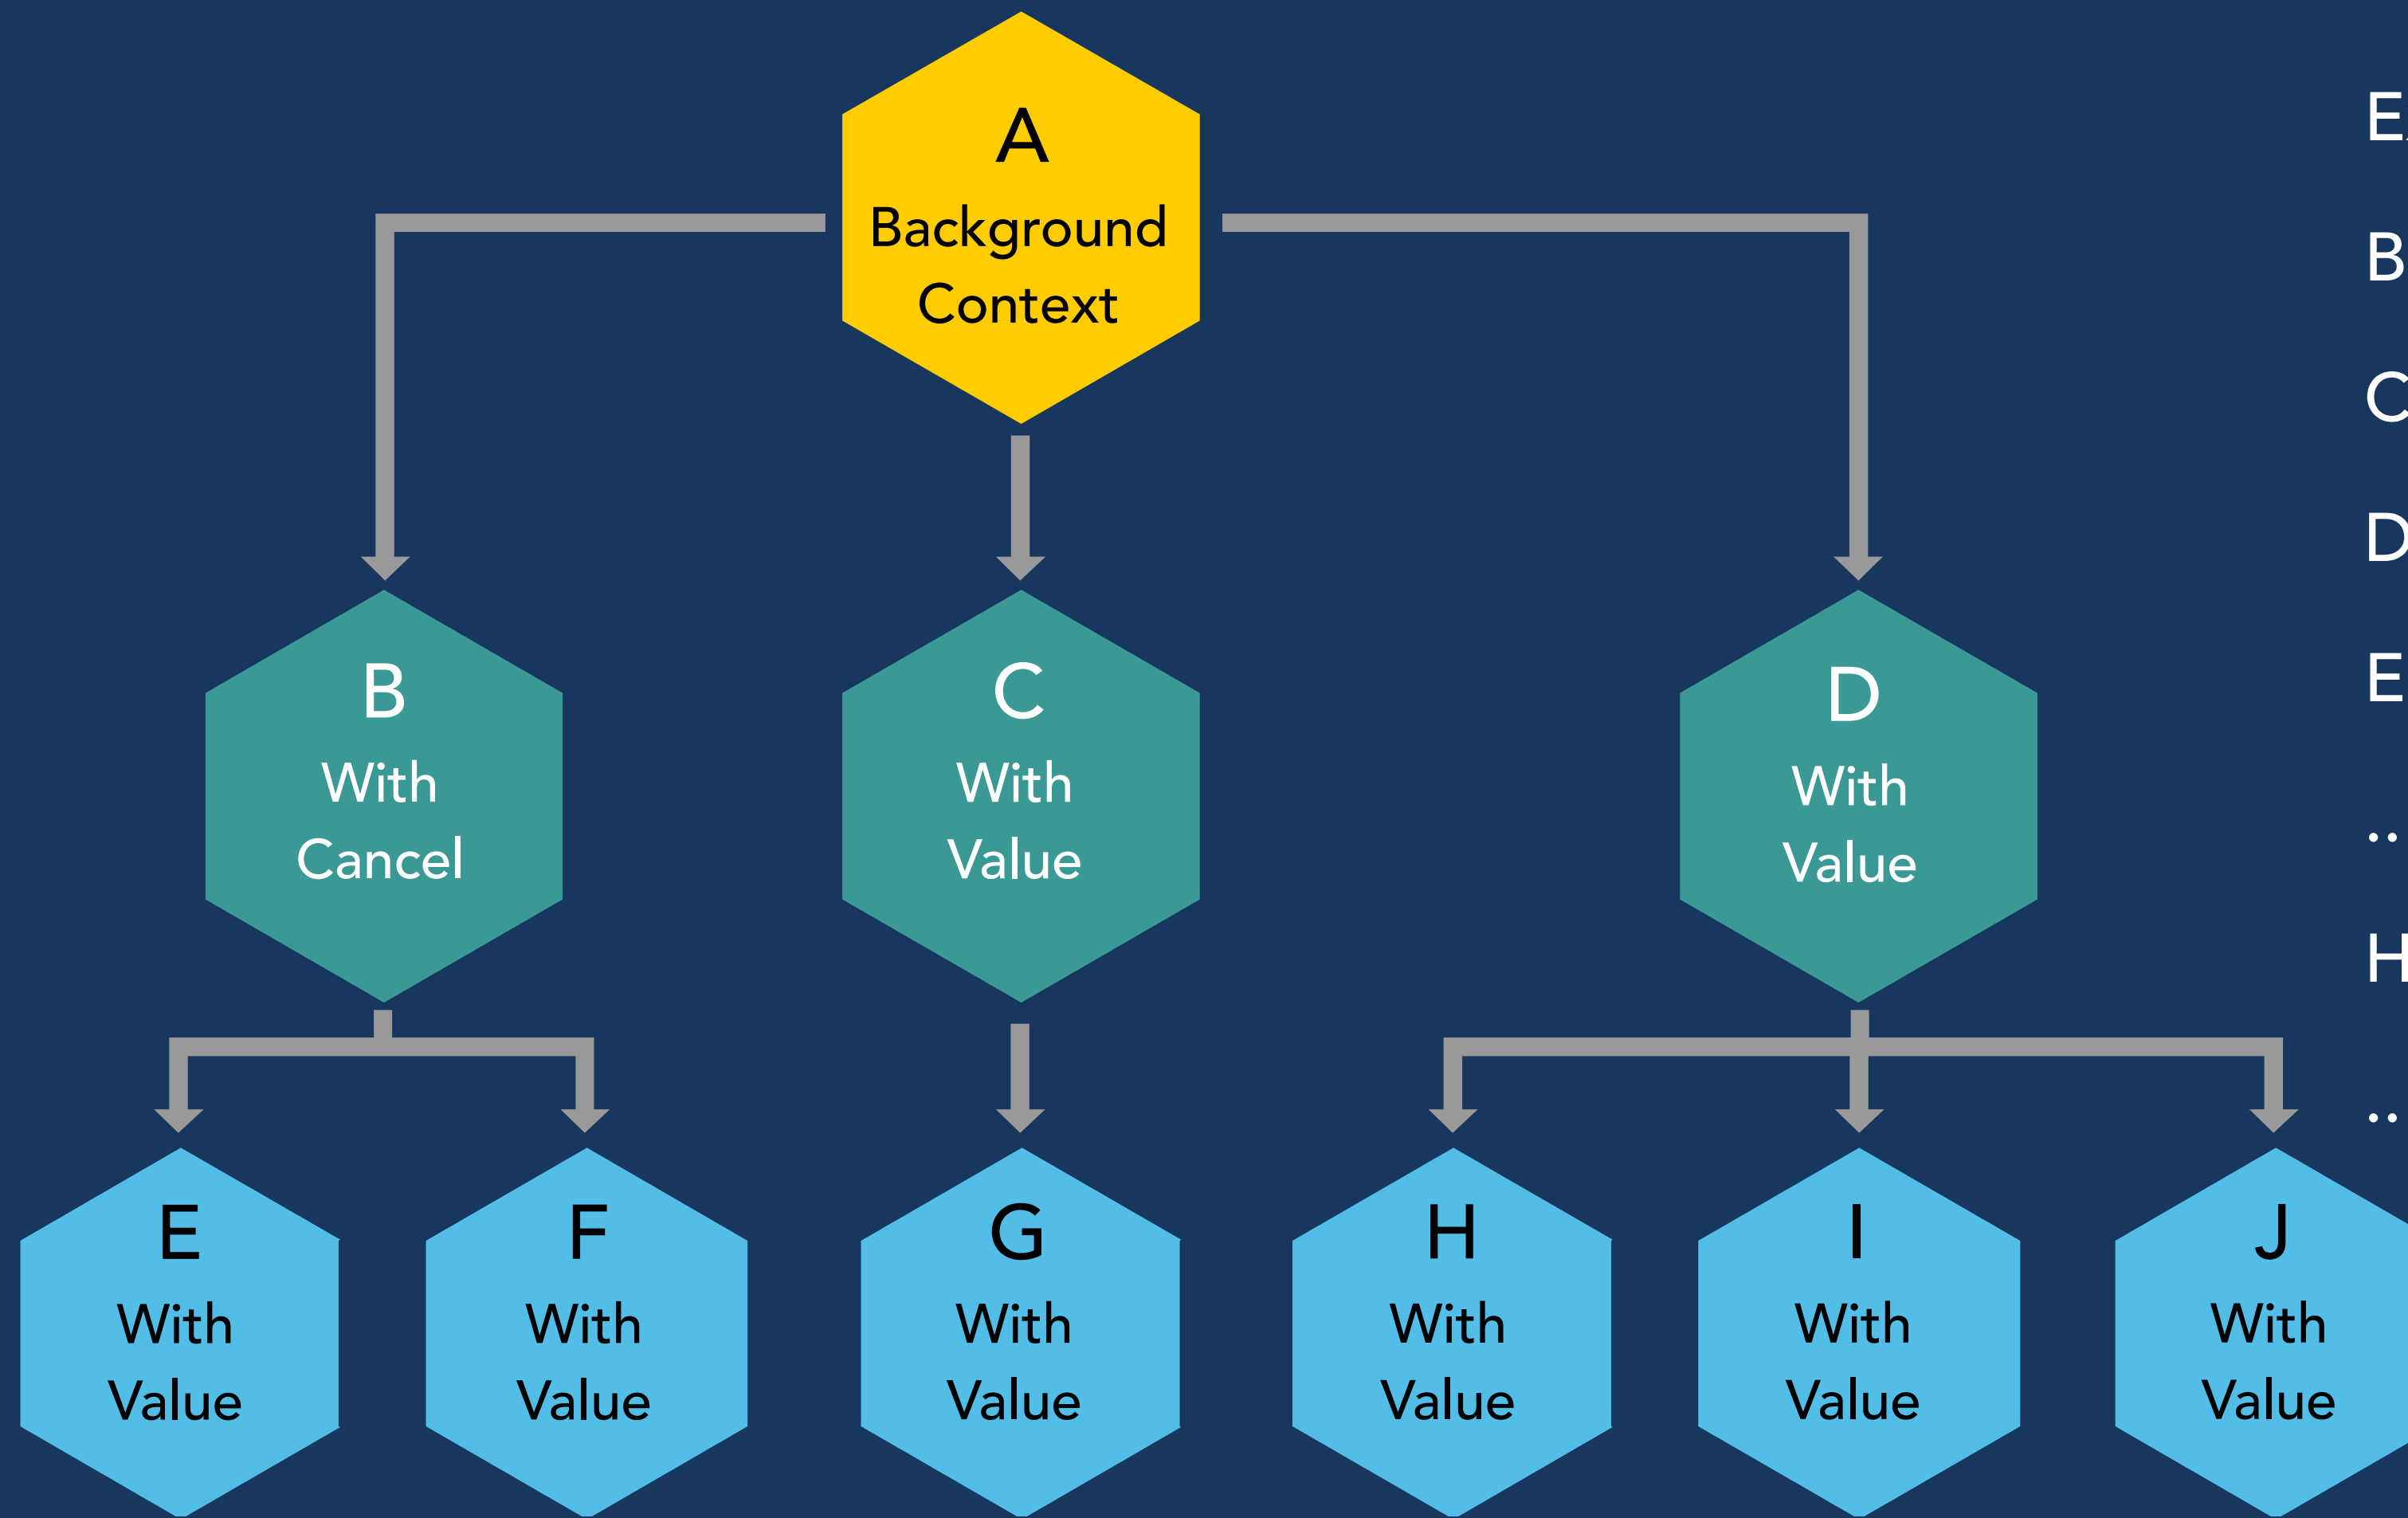 A
Background
Context
B
With
Cancel
C
With
Value
D
With
Value
E
With
Value
F
With
Value
G
With
Value
H
With
Value
I
With
Value
J
With
Value
E
B
C
D
E
..
H
..